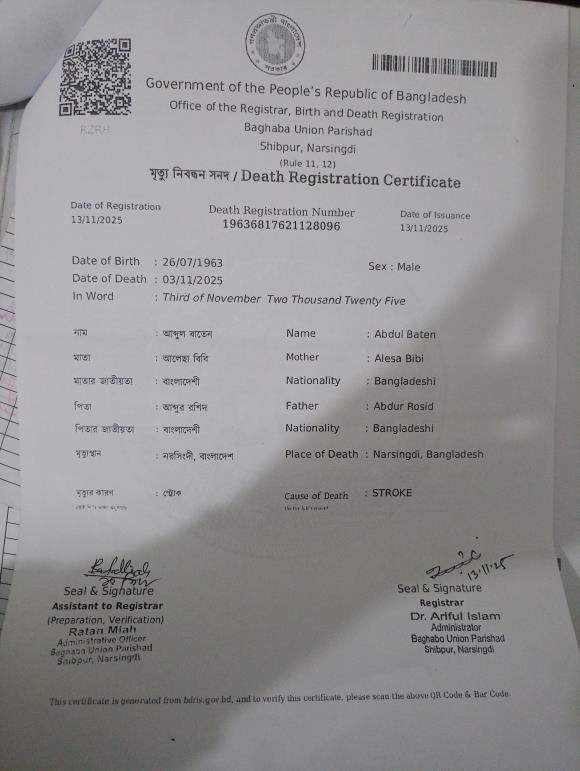 গণপ্রজাতন্ত্রী বাংলাদেশ
সরকার
RZRH
Government of the People's Republic of Bangladesh
Office of the Registrar, Birth and Death Registration
Baghaba Union Parishad
Shibpur, Narsingdi
(Rule 11, 12)
মৃত্যু নিবন্ধন সনদ / Death Registration Certificate
Date of Registration Death Registration Number Date of Issuance
13/11/2025 19636817621128096 13/11/2025
Date of Birth : 26/07/1963 Sex : Male
Date of Death : 03/11/2025
In Word : Third of November Two Thousand Twenty Five
নাম : আব্দুল বাতেন Name : Abdul Baten
মাতা : আলেছা বিবি Mother : Alesa Bibi
মাতার জাতীয়তা : বাংলাদেশী Nationality : Bangladeshi
পিতা : আব্দুর রশিদ Father : Abdur Rosid
পিতার জাতীয়তা : বাংলাদেশী Nationality : Bangladeshi
মৃত্যুস্থান : নরসিংদী, বাংলাদেশ Place of Death : Narsingdi, Bangladesh
মৃত্যুর কারণ : স্ট্রোক Cause of Death : STROKE
13.11.25
Seal & Signature Seal & Signature
Assistant to Registrar Registrar
(Preparation, Verification) Dr. Ariful Islam
Ratan Miah Administrator
Administrative Officer Baghabo Union Parishad
Baghaba Union Parishad Shibpur, Narsingdi
Shibpur, Narsingdi
This certificate is generated from bdris.gov.bd, and to verify this certificate, please scan the above QR Code & Bar Code.